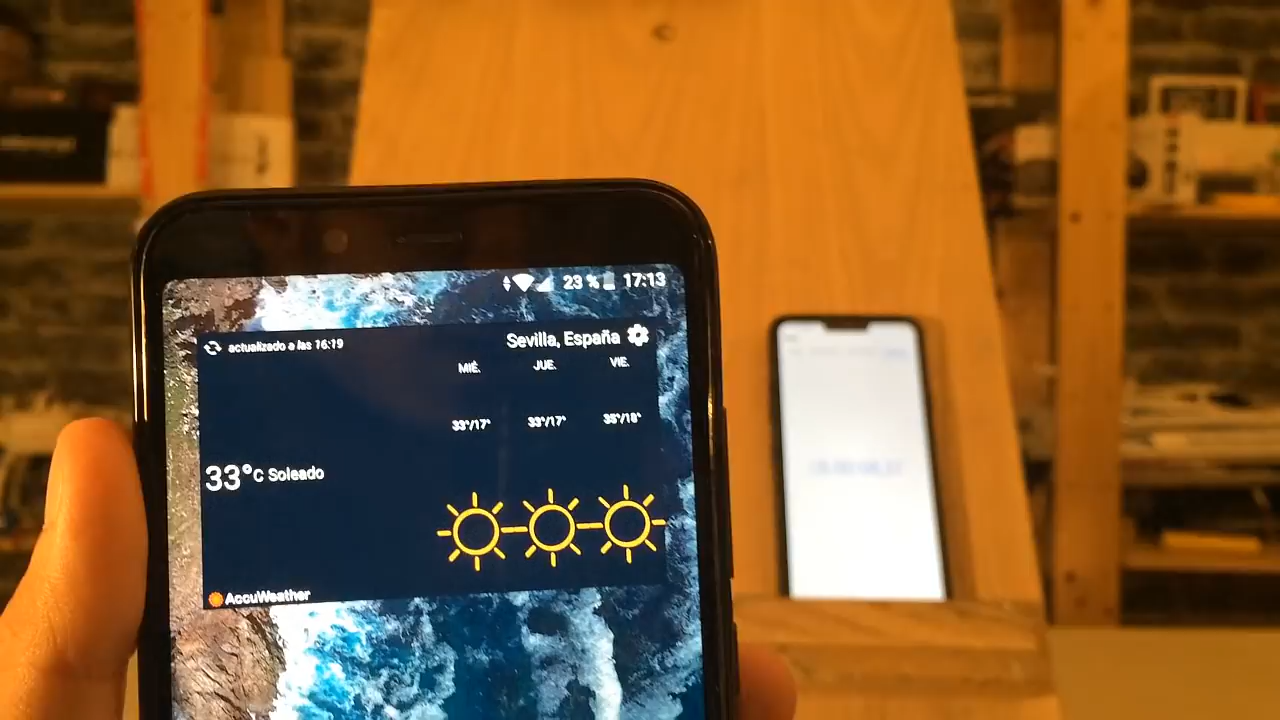 23 % 17:13
actualizado a las 16:19
Sevilla, España
MIÉ. JUE. VIE.
33°/17° 33°/17° 35°/18°
33°C Soleado
AccuWeather